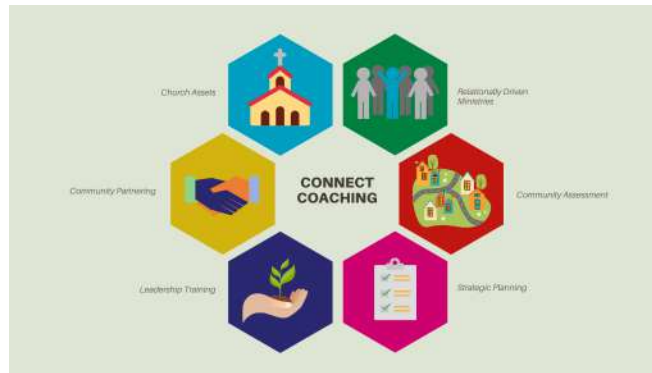 Church Assets
Relationally Driven
Ministries
Community Partnering
CONNECT
COACHING
Community Assessment
Leadership Training
Strategic Planning